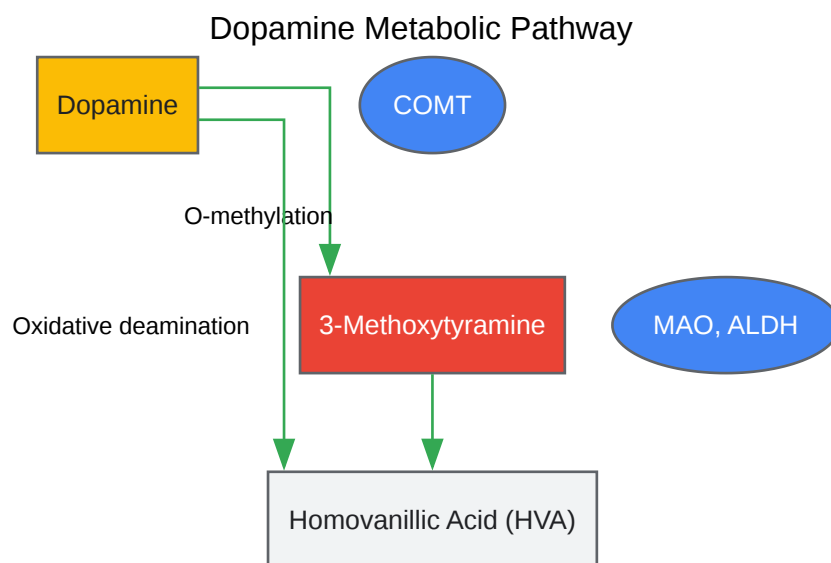 Dopamine Metabolic Pathway
Dopamine
COMT
O-methylation
3-Methoxytyramine
MAO, ALDH
Oxidative deamination
Homovanillic Acid (HVA)